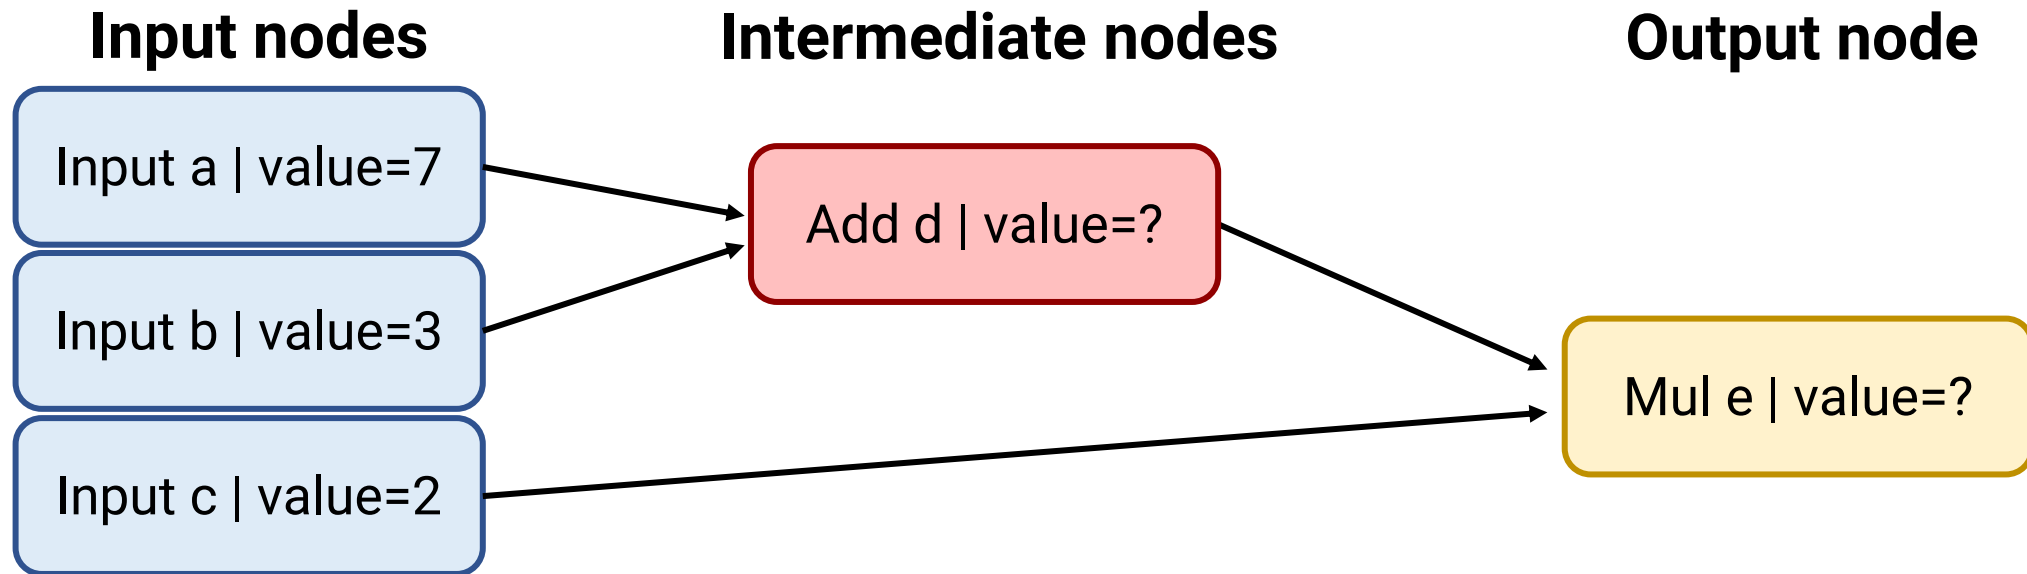 Input nodes
Intermediate nodes
Output node
Input a | value=7
Add d | value=?
Input b | value=3
Mul e | value=?
Input c | value=2